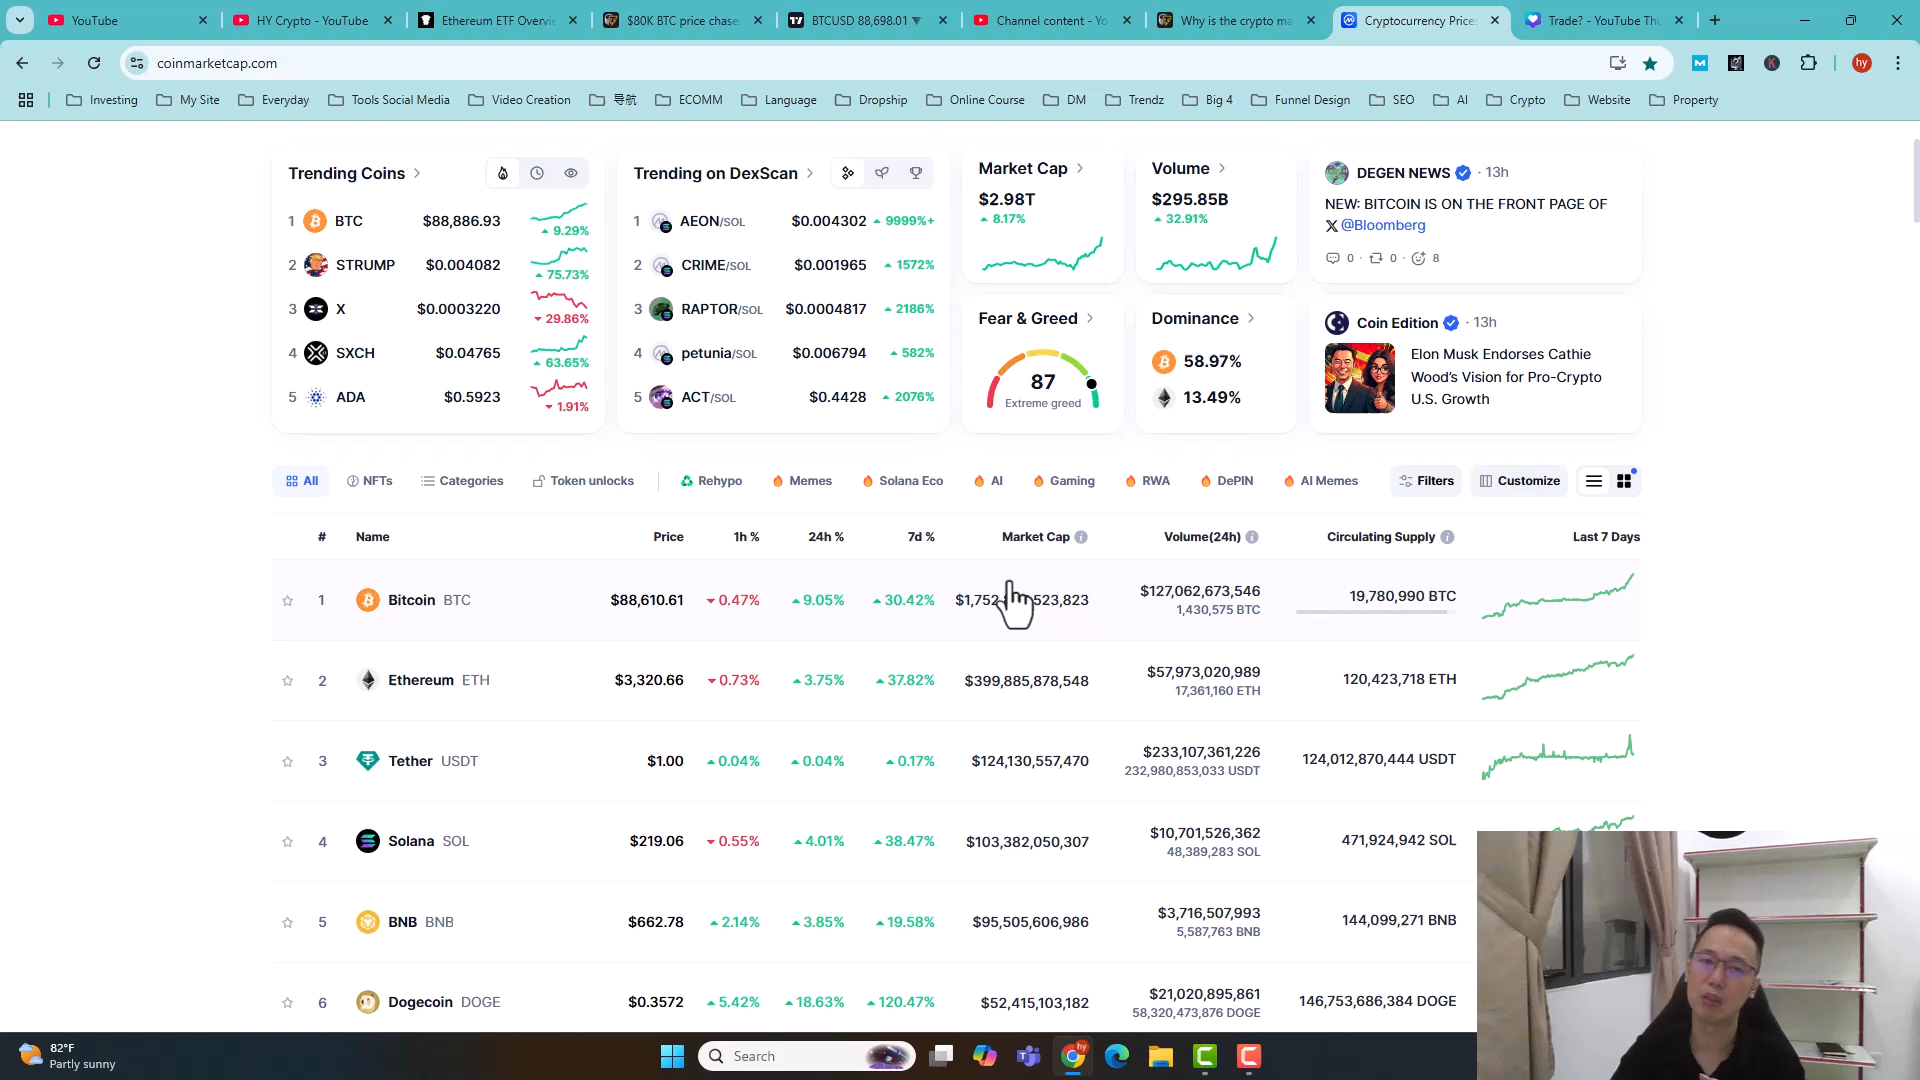 YouTube
HY Crypto - YouTube
Ethereum ETF Overvi
$80K BTC price chase
BTCUSD 88,698.01 ▼
Channel content - Yo
Why is the crypto ma
Cryptocurrency Price
Trade? - YouTube Thu
coinmarketcap.com
hy
Investing
My Site
Everyday
Tools Social Media
Video Creation
导航
ECOMM
Language
Dropship
Online Course
DM
Trendz
Big 4
Funnel Design
SEO
AI
Crypto
Website
Property
Trending Coins
1 BTC $88,886.93 9.29%
2 STRUMP $0.004082 75.73%
3 X $0.0003220 29.86%
4 SXCH $0.04765 63.65%
5 ADA $0.5923 1.91%
Trending on DexScan
1 AEON/SOL $0.004302 9999%+
2 CRIME/SOL $0.001965 1572%
3 RAPTOR/SOL $0.0004817 2186%
4 petunia/SOL $0.006794 582%
5 ACT/SOL $0.4428 2076%
Market Cap
$2.98T
8.17%
Volume
$295.85B
32.91%
Fear & Greed
87
Extreme greed
Dominance
58.97%
13.49%
DEGEN NEWS · 13h
NEW: BITCOIN IS ON THE FRONT PAGE OF
X @Bloomberg
0 · 0 · 8
Coin Edition · 13h
Elon Musk Endorses Cathie
Wood's Vision for Pro-Crypto
U.S. Growth
All
NFTs
Categories
Token unlocks
Rehypo
Memes
Solana Eco
AI
Gaming
RWA
DePIN
AI Memes
Filters
Customize
# Name Price 1h % 24h % 7d % Market Cap Volume(24h) Circulating Supply Last 7 Days
1 Bitcoin BTC $88,610.61 0.47% 9.05% 30.42% $1,752, 523,823 $127,062,673,546 19,780,990 BTC
1,430,575 BTC
2 Ethereum ETH $3,320.66 0.73% 3.75% 37.82% $399,885,878,548 $57,973,020,989 120,423,718 ETH
17,361,160 ETH
3 Tether USDT $1.00 0.04% 0.04% 0.17% $124,130,557,470 $233,107,361,226 124,012,870,444 USDT
232,980,853,033 USDT
4 Solana SOL $219.06 0.55% 4.01% 38.47% $103,382,050,307 $10,701,526,362 471,924,942 SOL
48,389,283 SOL
5 BNB BNB $662.78 2.14% 3.85% 19.58% $95,505,606,986 $3,716,507,993 144,099,271 BNB
5,587,763 BNB
6 Dogecoin DOGE $0.3572 5.42% 18.63% 120.47% $52,415,103,182 $21,020,895,861 146,753,686,384 DOGE
58,320,473,876 DOGE
82°F
Partly sunny
Search
hy